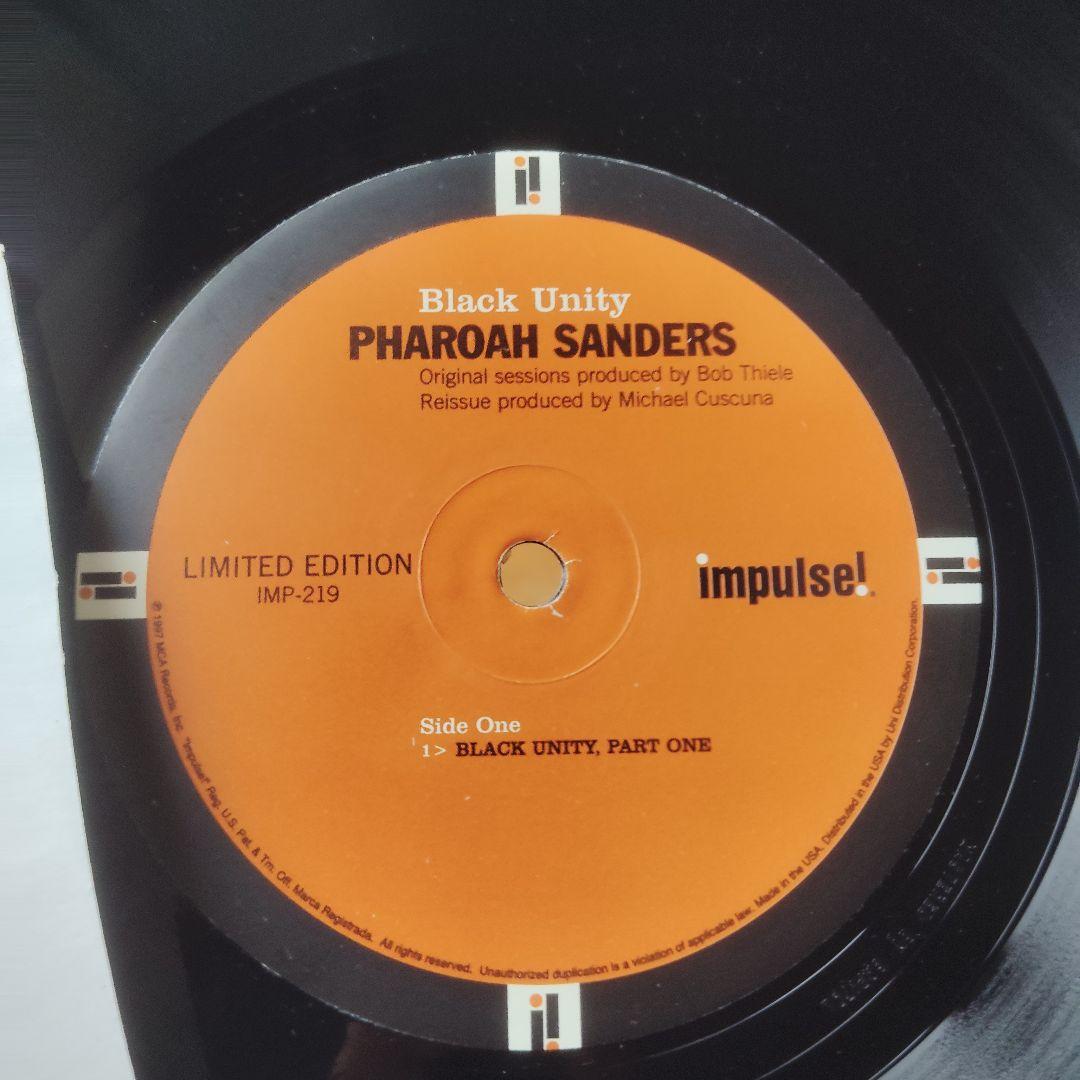 Black Unity
PHAROAH SANDERS
Original sessions produced by Bob Thiele
Reissue produced by Michael Cuscuna
LIMITED EDITION
IMP-219
impulse!
Side One
1> BLACK UNITY, PART ONE
℗ 1997 MCA Records, Inc. "Impulse!" Reg. U.S. Pat. & Tm. Off. Marca Registrada. All rights reserved. Unauthorized duplication is a violation of applicable law. Made in the USA. Distributed in the USA by Uni Distribution Corporation.